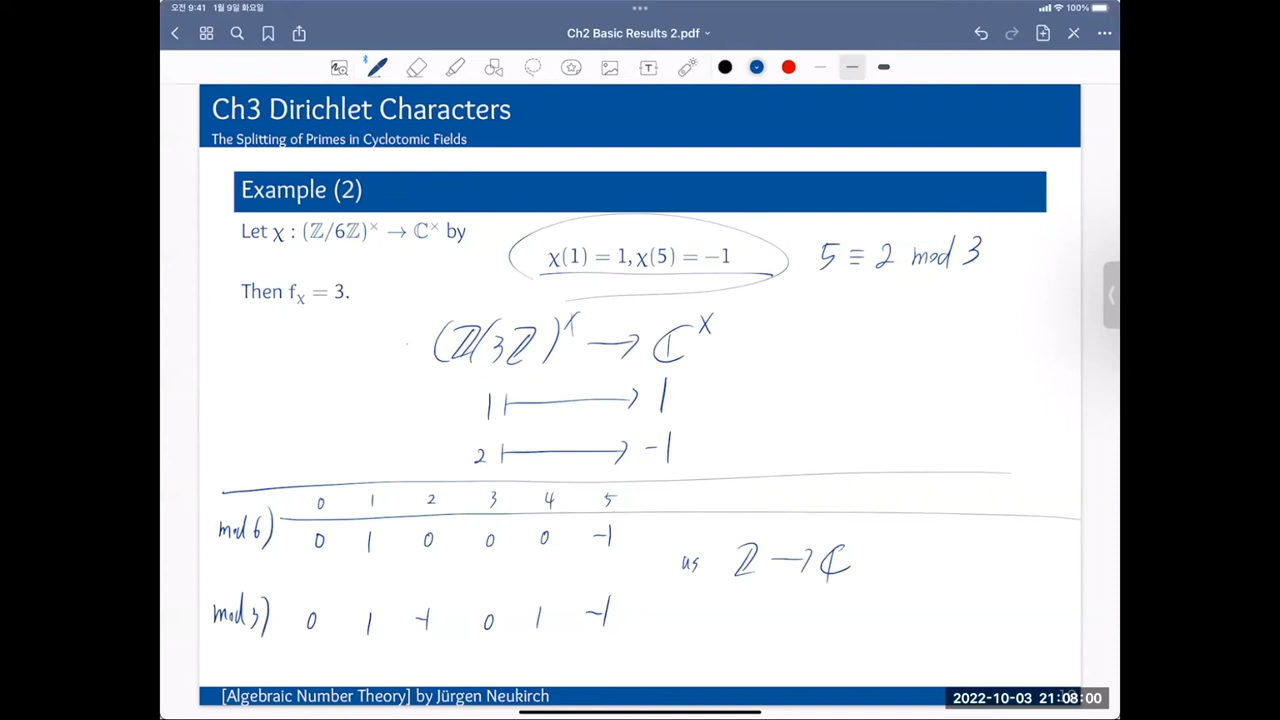 오전 9:41 1월 9일 화요일
100%
Ch2 Basic Results 2.pdf
Ch3 Dirichlet Characters
The Splitting of Primes in Cyclotomic Fields
Example (2)
Let χ : (ℤ/6ℤ)^× → ℂ^× by
χ(1) = 1, χ(5) = −1
5 ≡ 2 mod 3
Then f_χ = 3.
(ℤ/3ℤ)^× → ℂ^×
1 ↦ 1
2 ↦ -1
0 1 2 3 4 5
mod 6) 0 1 0 0 0 -1
as ℤ → ℂ
mod 3) 0 1 -1 0 1 -1
[Algebraic Number Theory] by Jürgen Neukirch
2022-10-03 21:08:00